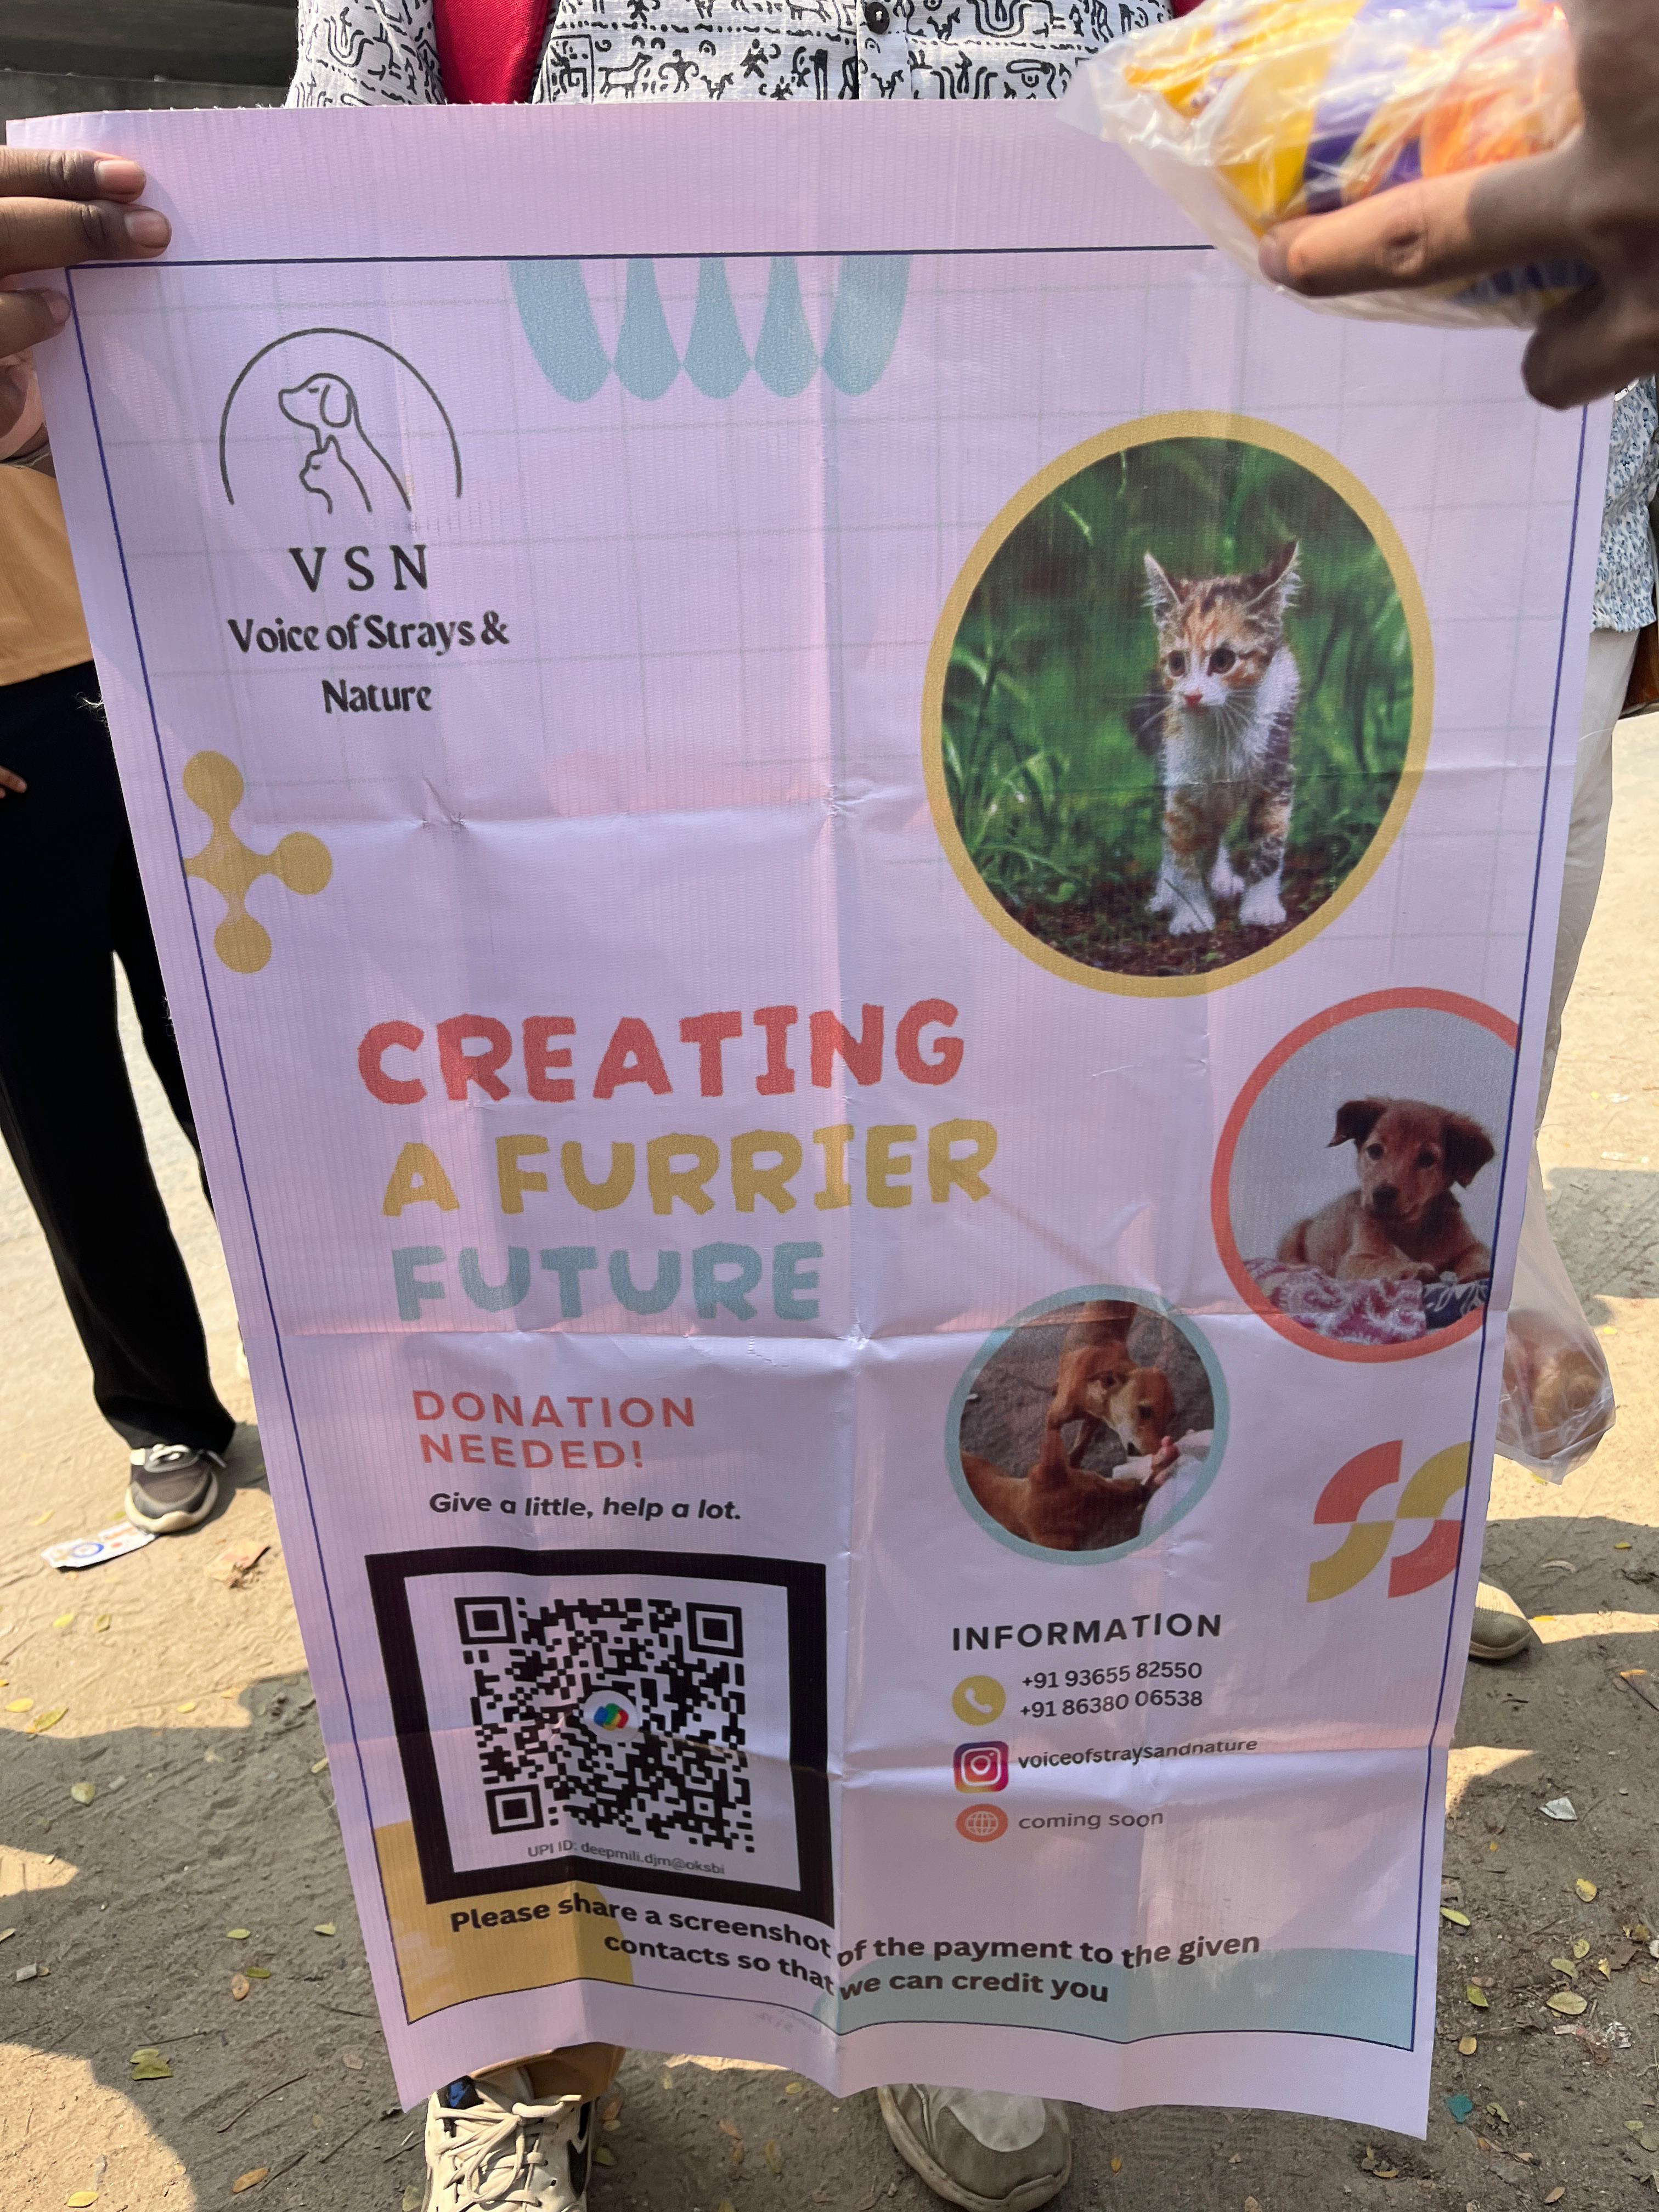 V S N
Voice of Strays &
Nature
CREATING
A FURRIER
FUTURE
DONATION
NEEDED!
Give a little, help a lot.
UPI ID: deepmili.djm@oksbi
INFORMATION
+91 93655 82550
+91 86380 06538
voiceofstraysandnature
coming soon
Please share a screenshot of the payment to the given
contacts so that we can credit you